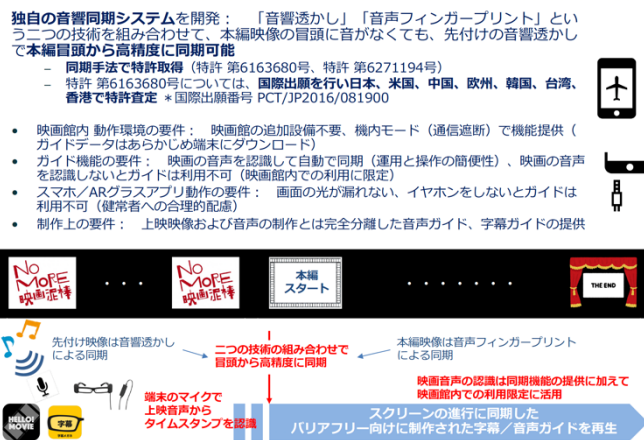 独自の音響同期システムを開発： 「音響透かし」「音声フィンガープリント」とい
う二つの技術を組み合わせて、本編映像の冒頭に音がなくても、先付けの音響透かし
で本編冒頭から高精度に同期可能
– 同期手法で特許取得（特許 第6163680号、特許 第6271194号）
– 特許 第6163680号については、国際出願を行い日本、米国、中国、欧州、韓国、台湾、
香港で特許査定 ＊国際出願番号 PCT/JP2016/081900
• 映画館内 動作環境の要件： 映画館の追加設備不要、機内モード（通信遮断）で機能提供（
ガイドデータはあらかじめ端末にダウンロード）
• ガイド機能の要件： 映画の音声を認識して自動で同期（運用と操作の簡便性）、映画の音声
を認識しないとガイドは利用不可（映画館内での利用に限定）
• スマホ／ARグラスアプリ動作の要件： 画面の光が漏れない、イヤホンをしないとガイドは
利用不可（健常者への合理的配慮）
• 制作上の要件： 上映映像および音声の制作とは完全分離した音声ガイド、字幕ガイドの提供
NO MORE 映画泥棒
・・・
NO MORE 映画泥棒
本編
スタート
・・・・・・・
THE END
先付け映像は音響透かし
による同期
二つの技術の組み合わせで
冒頭から高精度に同期
本編映像は音声フィンガープリント
による同期
端末のマイクで
上映音声から
タイムスタンプを認識
映画音声の認識は同期機能の提供に加えて
映画館内での利用限定に活用
HELLO!
MOVIE
字幕
スクリーンの進行に同期した
バリアフリー向けに制作された字幕／音声ガイドを再生